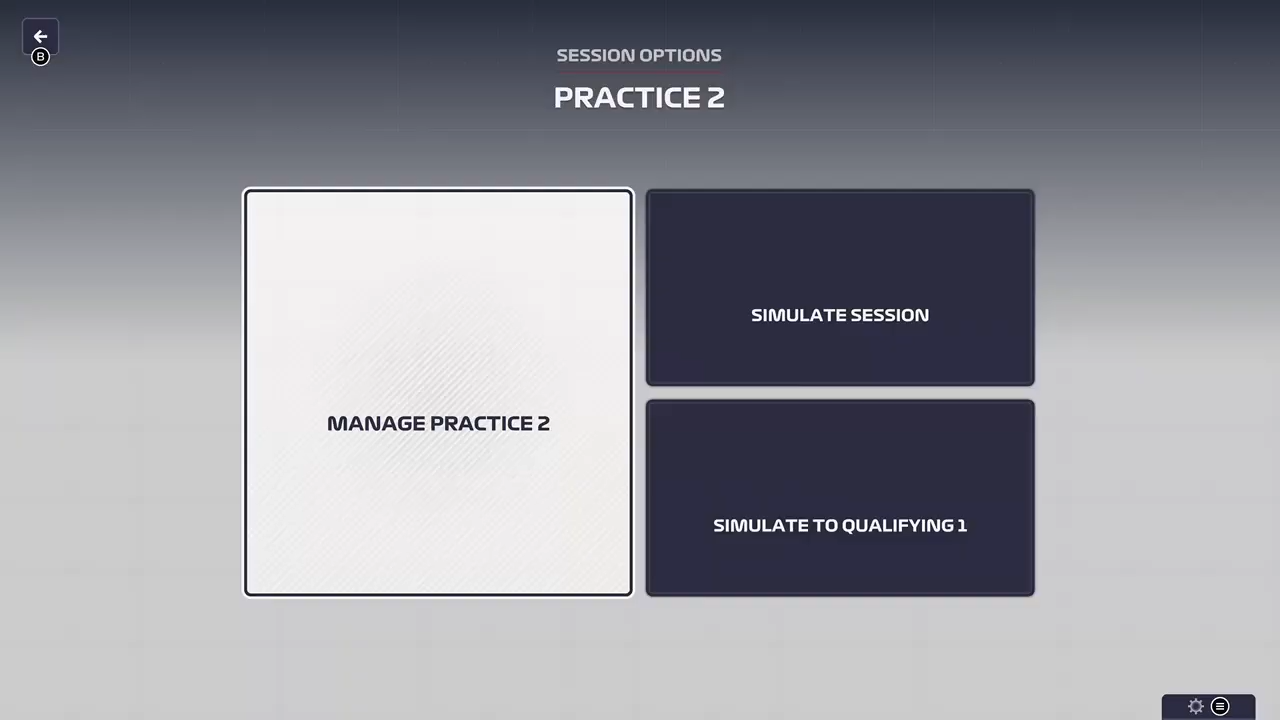 B
SESSION OPTIONS
PRACTICE 2
MANAGE PRACTICE 2
SIMULATE SESSION
SIMULATE TO QUALIFYING 1